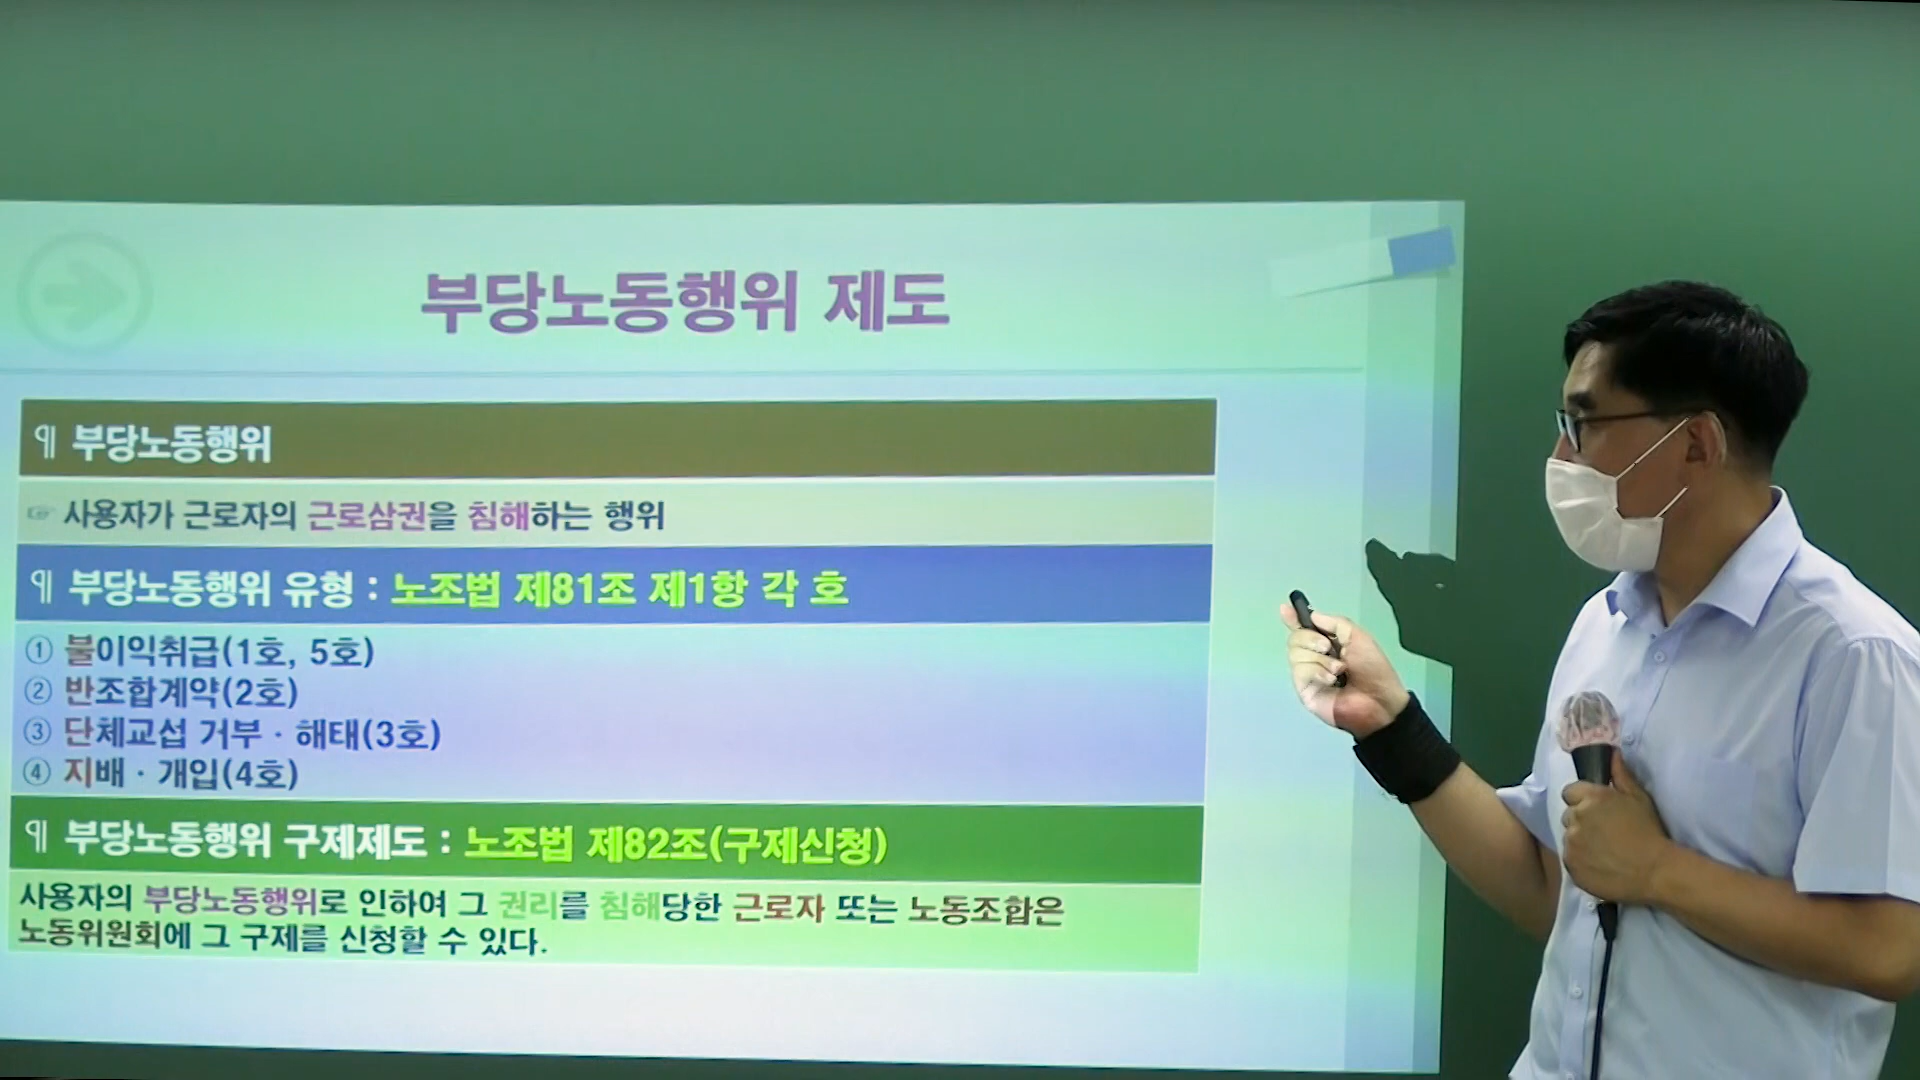 부당노동행위 제도
¶ 부당노동행위
☞ 사용자가 근로자의 근로삼권을 침해하는 행위
¶ 부당노동행위 유형 : 노조법 제81조 제1항 각 호
① 불이익취급(1호, 5호)
② 반조합계약(2호)
③ 단체교섭 거부 · 해태(3호)
④ 지배 · 개입(4호)
¶ 부당노동행위 구제제도 : 노조법 제82조(구제신청)
사용자의 부당노동행위로 인하여 그 권리를 침해당한 근로자 또는 노동조합은
노동위원회에 그 구제를 신청할 수 있다.